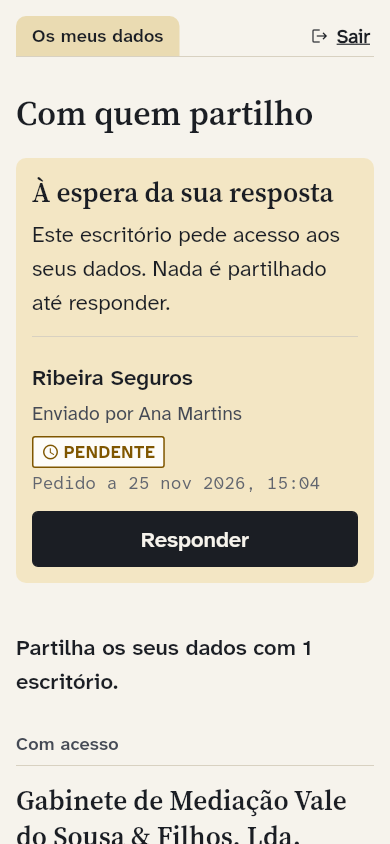 Os meus dados
Sair
Com quem partilho
À espera da sua resposta
Este escritório pede acesso aos
seus dados. Nada é partilhado
até responder.
Ribeira Seguros
Enviado por Ana Martins
PENDENTE
Pedido a 25 nov 2026, 15:04
Responder
Partilha os seus dados com 1
escritório.
Com acesso
Gabinete de Mediação Vale
do Sousa & Filhos, Lda.